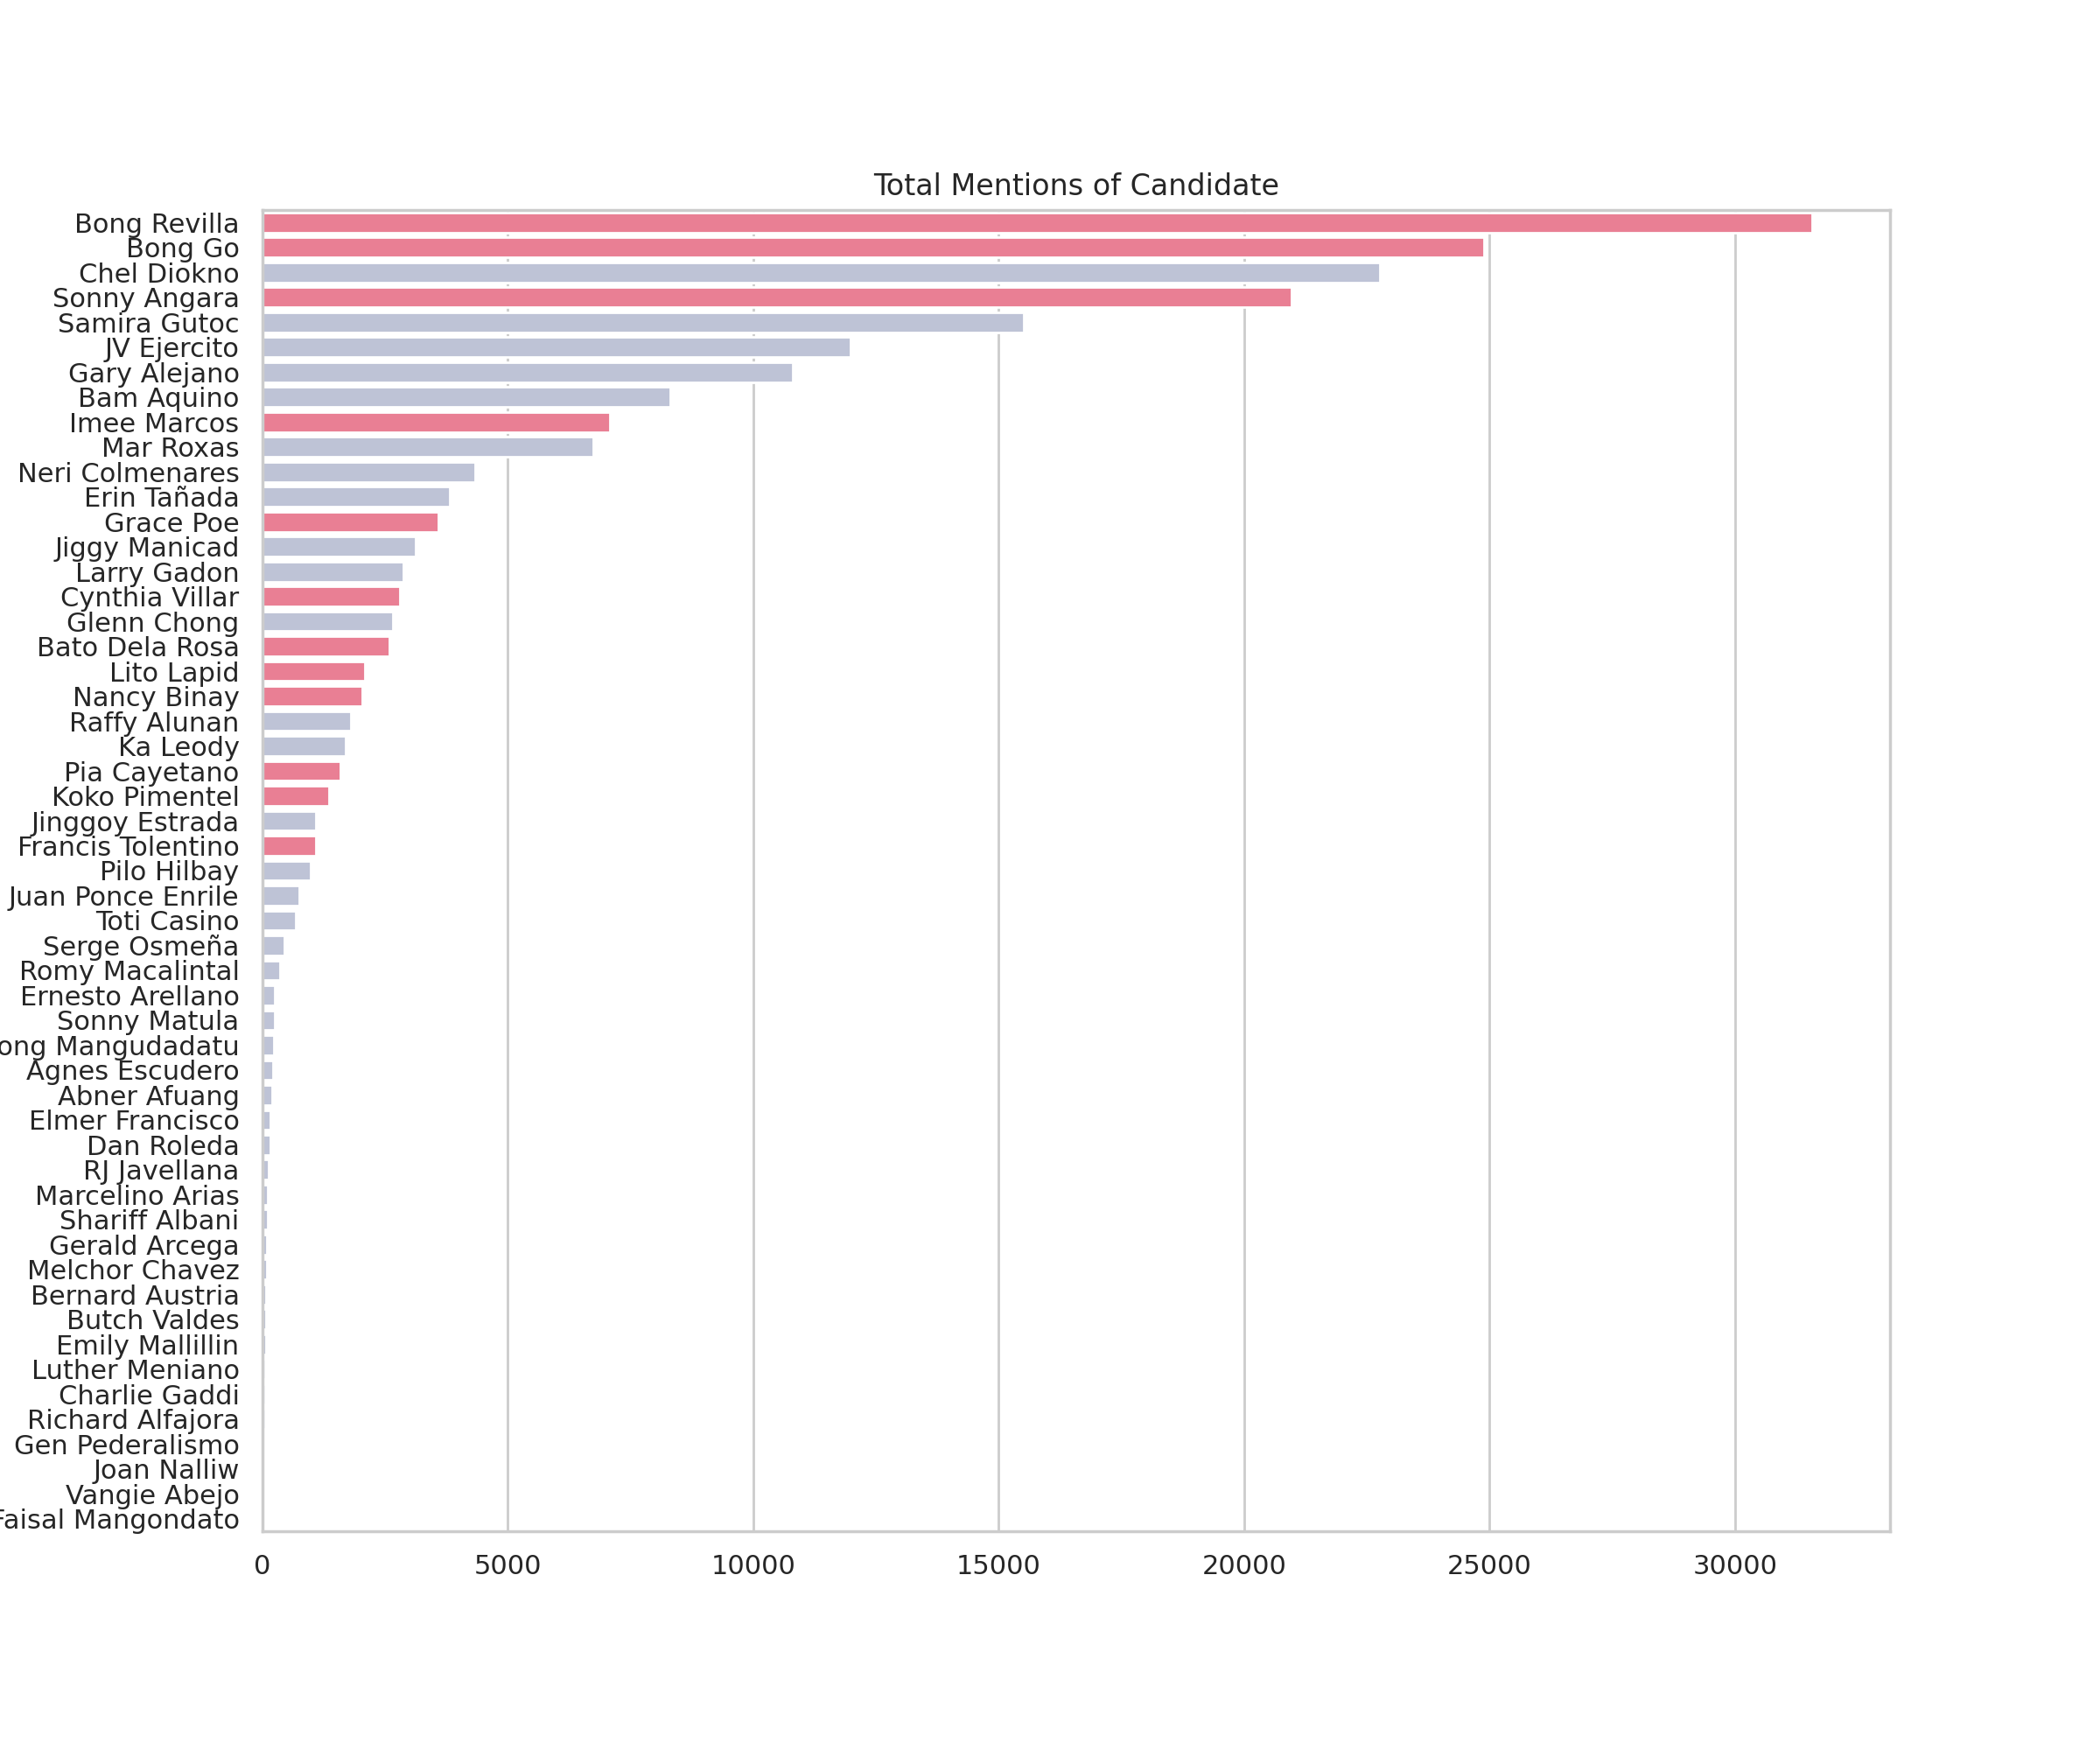 Total Mentions of Candidate
Bong Revilla
Bong Go
Chel Diokno
Sonny Angara
Samira Gutoc
JV Ejercito
Gary Alejano
Bam Aquino
Imee Marcos
Mar Roxas
Neri Colmenares
Erin Tañada
Grace Poe
Jiggy Manicad
Larry Gadon
Cynthia Villar
Glenn Chong
Bato Dela Rosa
Lito Lapid
Nancy Binay
Raffy Alunan
Ka Leody
Pia Cayetano
Koko Pimentel
Jinggoy Estrada
Francis Tolentino
Pilo Hilbay
Juan Ponce Enrile
Toti Casino
Serge Osmeña
Romy Macalintal
Ernesto Arellano
Sonny Matula
ong Mangudadatu
Agnes Escudero
Abner Afuang
Elmer Francisco
Dan Roleda
RJ Javellana
Marcelino Arias
Shariff Albani
Gerald Arcega
Melchor Chavez
Bernard Austria
Butch Valdes
Emily Mallillin
Luther Meniano
Charlie Gaddi
Richard Alfajora
Gen Pederalismo
Joan Nalliw
Vangie Abejo
Faisal Mangondato
0 5000 10000 15000 20000 25000 30000